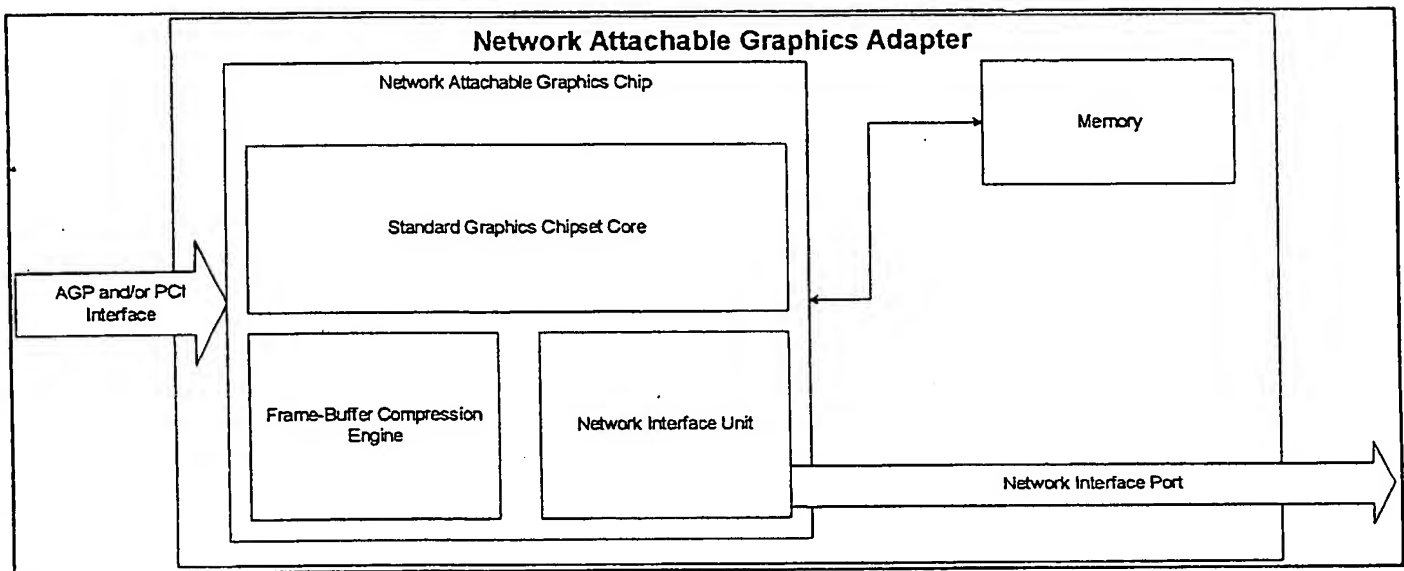 Network Attachable Graphics Adapter
Network Attachable Graphics Chip
Memory
Standard Graphics Chipset Core
AGP and/or PCI
Interface
Frame-Buffer Compression
Engine
Network Interface Unit
Network Interface Port